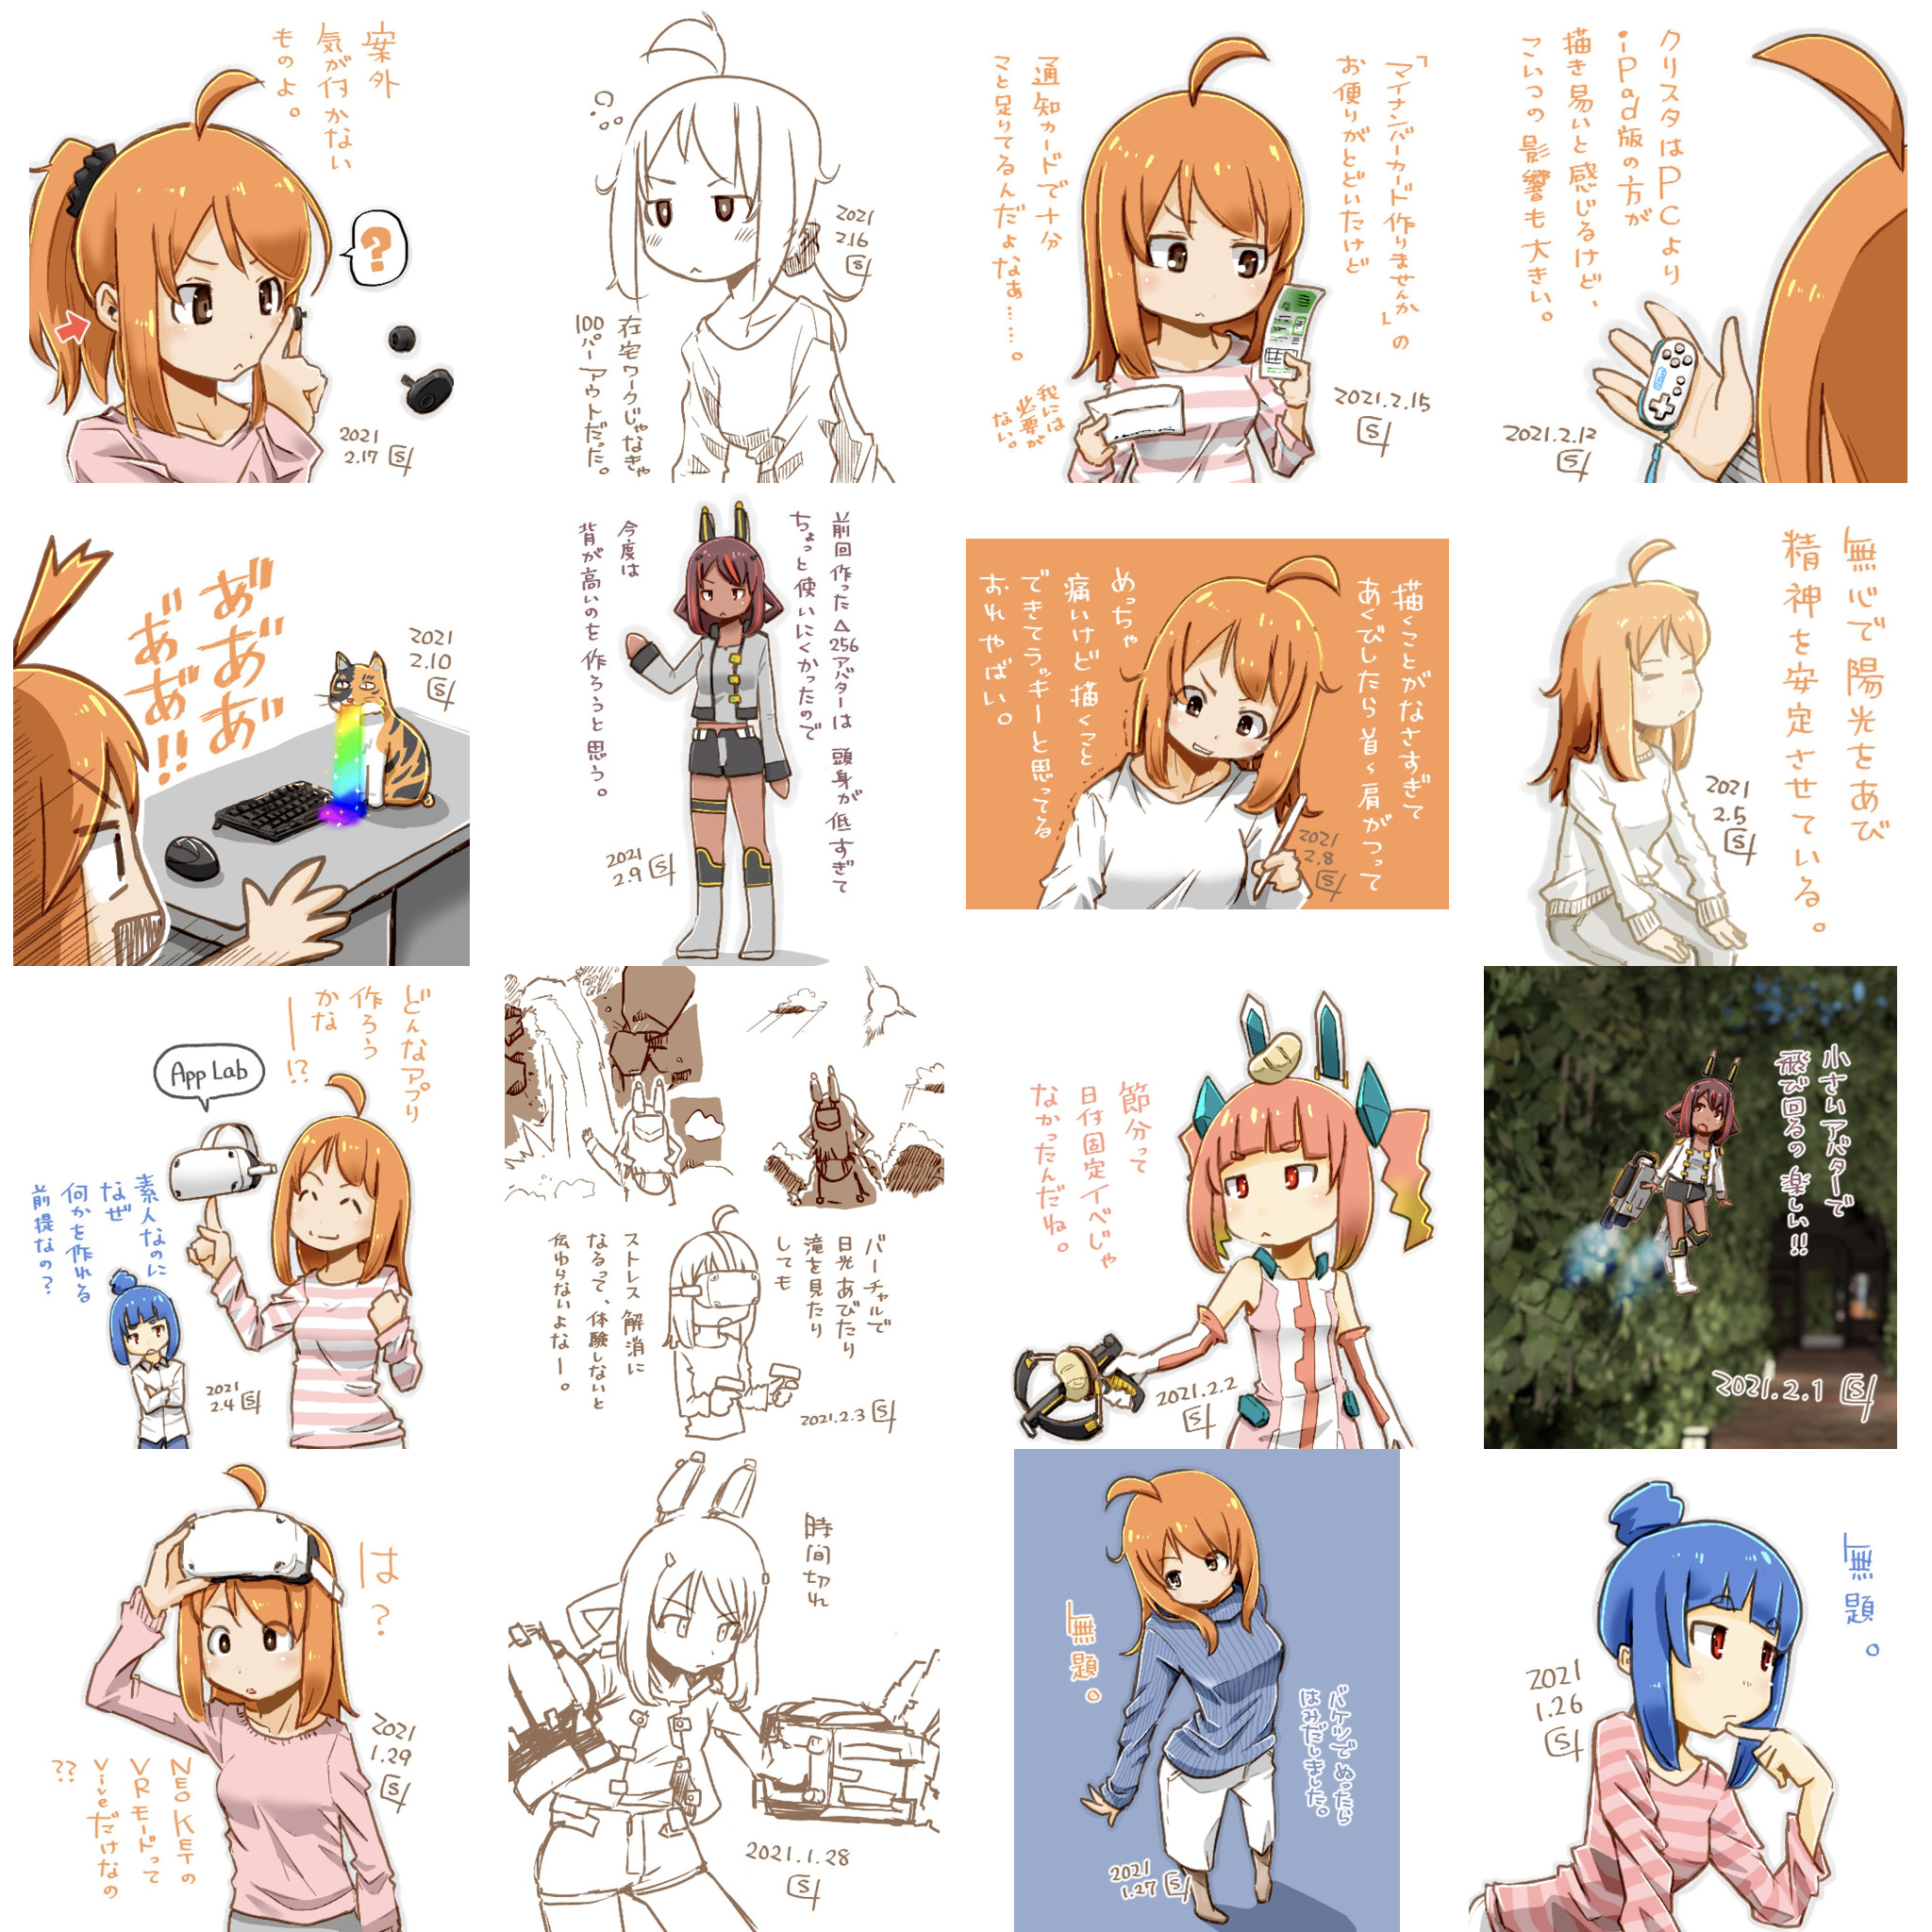 案外
気が付かない
ものよ。
?
2021
2.17
S
2021
2.16
S
在宅ワークじゃなきゃ
100パーアウトだった。
「マイナンバーカード作りませんか」の
お便りがとどいたけど
通知カードで十分
こと足りてるんだよなぁ……。
我には
必要が
ない。
2021.2.15
S
クリスタはPCより
iPad版の方が
描き易いと感じるけど、
こいつの影響も大きい。
2021.2.12
S
あ゛あ゛あ゛
あ゛あ゛!!
2021
2.10
S
前回作った△256アバターは頭身が低すぎて
ちょっと使いにくかったので
今度は
背が高いのを作ろうと思う。
2021
2.9
S
描くことがなさすぎて
あくびしたら首〜肩がつって
めっちゃ
痛いけど描くこと
できてラッキーと思ってる
おれやばい。
2021
2.8
S
無心で陽光をあび
精神を安定させている。
2021
2.5
S
どんなアプリ
作ろう
かな
ー!?
App Lab
素人なのに
なぜ
何かを作れる
前提なの?
2021
2.4
S
バーチャルで
日光あびたり
滝を見たり
しても
ストレス解消に
なるって、体験しないと
伝わらないよなー。
2021.2.3
S
節分って
日付固定イベじゃ
なかったんだね。
2021.2.2
S
小さいアバターで
飛び回るの楽しい!!
2021.2.1
S
は?
2021
1.29
S
NEOKETの
VRモードって
Viveだけなの
??
時間切れ
2021.1.28
S
無題。
バケツでぬったら
はみだしました。
2021
1.27
S
無題。
2021
1.26
S